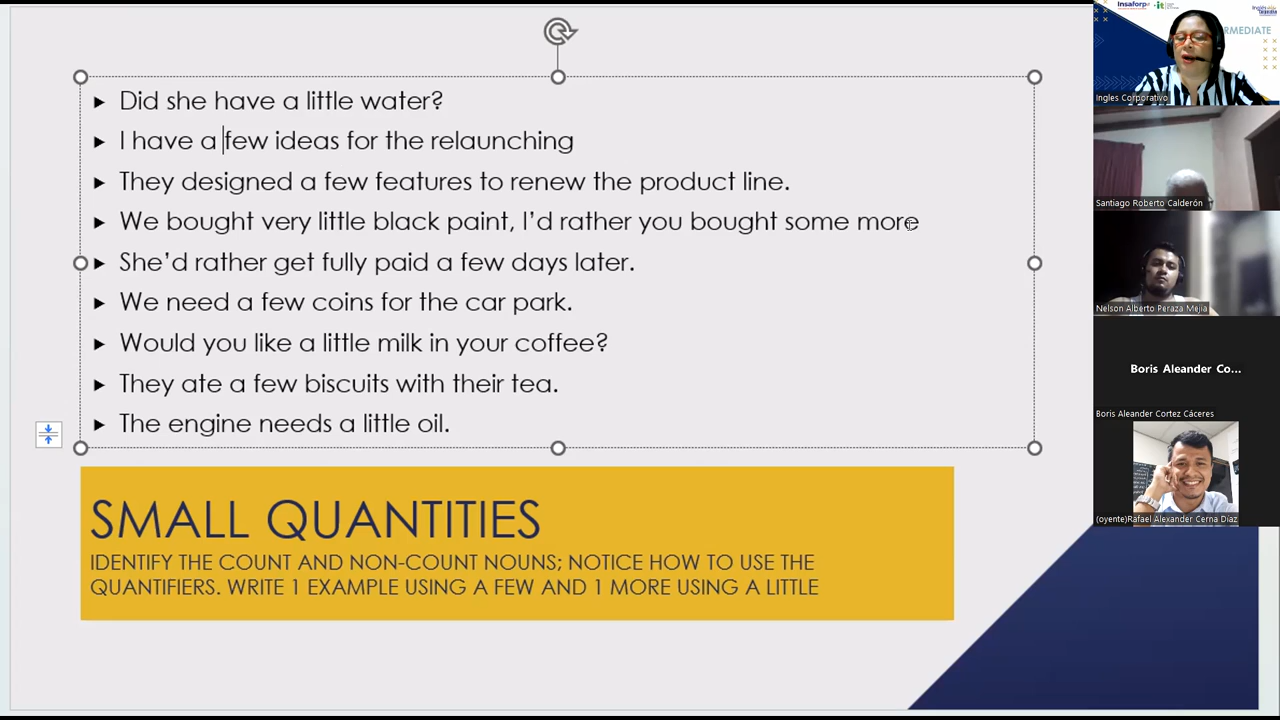 Did she have a little water?
I have a few ideas for the relaunching
They designed a few features to renew the product line.
We bought very little black paint, I'd rather you bought some more
She'd rather get fully paid a few days later.
We need a few coins for the car park.
Would you like a little milk in your coffee?
They ate a few biscuits with their tea.
The engine needs a little oil.
SMALL QUANTITIES
IDENTIFY THE COUNT AND NON-COUNT NOUNS; NOTICE HOW TO USE THE
QUANTIFIERS. WRITE 1 EXAMPLE USING A FEW AND 1 MORE USING A LITTLE
Insaforp
RMEDIATE
Ingles Corporativo
Santiago Roberto Calderón
Nelson Alberto Peraza Mejia
Boris Aleander Co...
Boris Aleander Cortez Cáceres
(oyente)Rafael Alexander Cerna Diaz